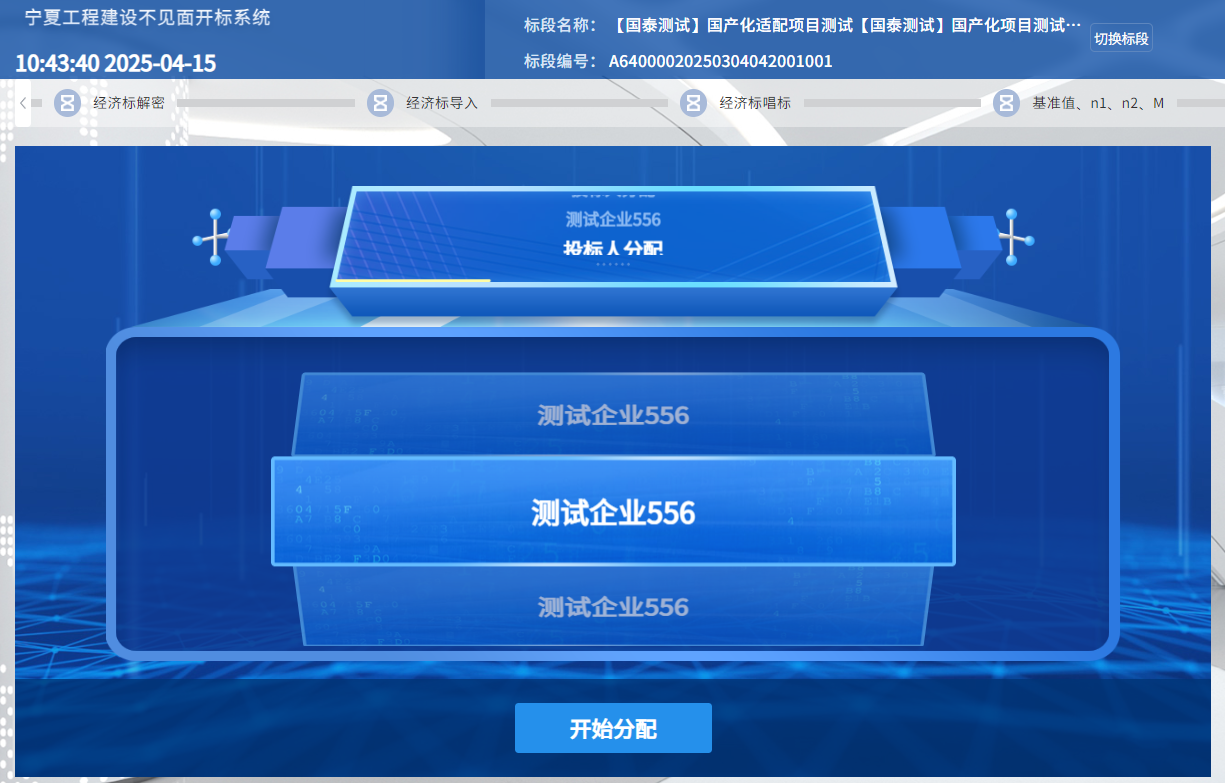 宁夏工程建设不见面开标系统
10:43:40 2025-04-15
标段名称： 【国泰测试】国产化适配项目测试【国泰测试】国产化项目测试…
标段编号： A64000020250304042001001
切换标段
经济标解密
经济标导入
经济标唱标
基准值、n1、n2、M
测试企业556
投标人分配
测试企业556
测试企业556
测试企业556
开始分配